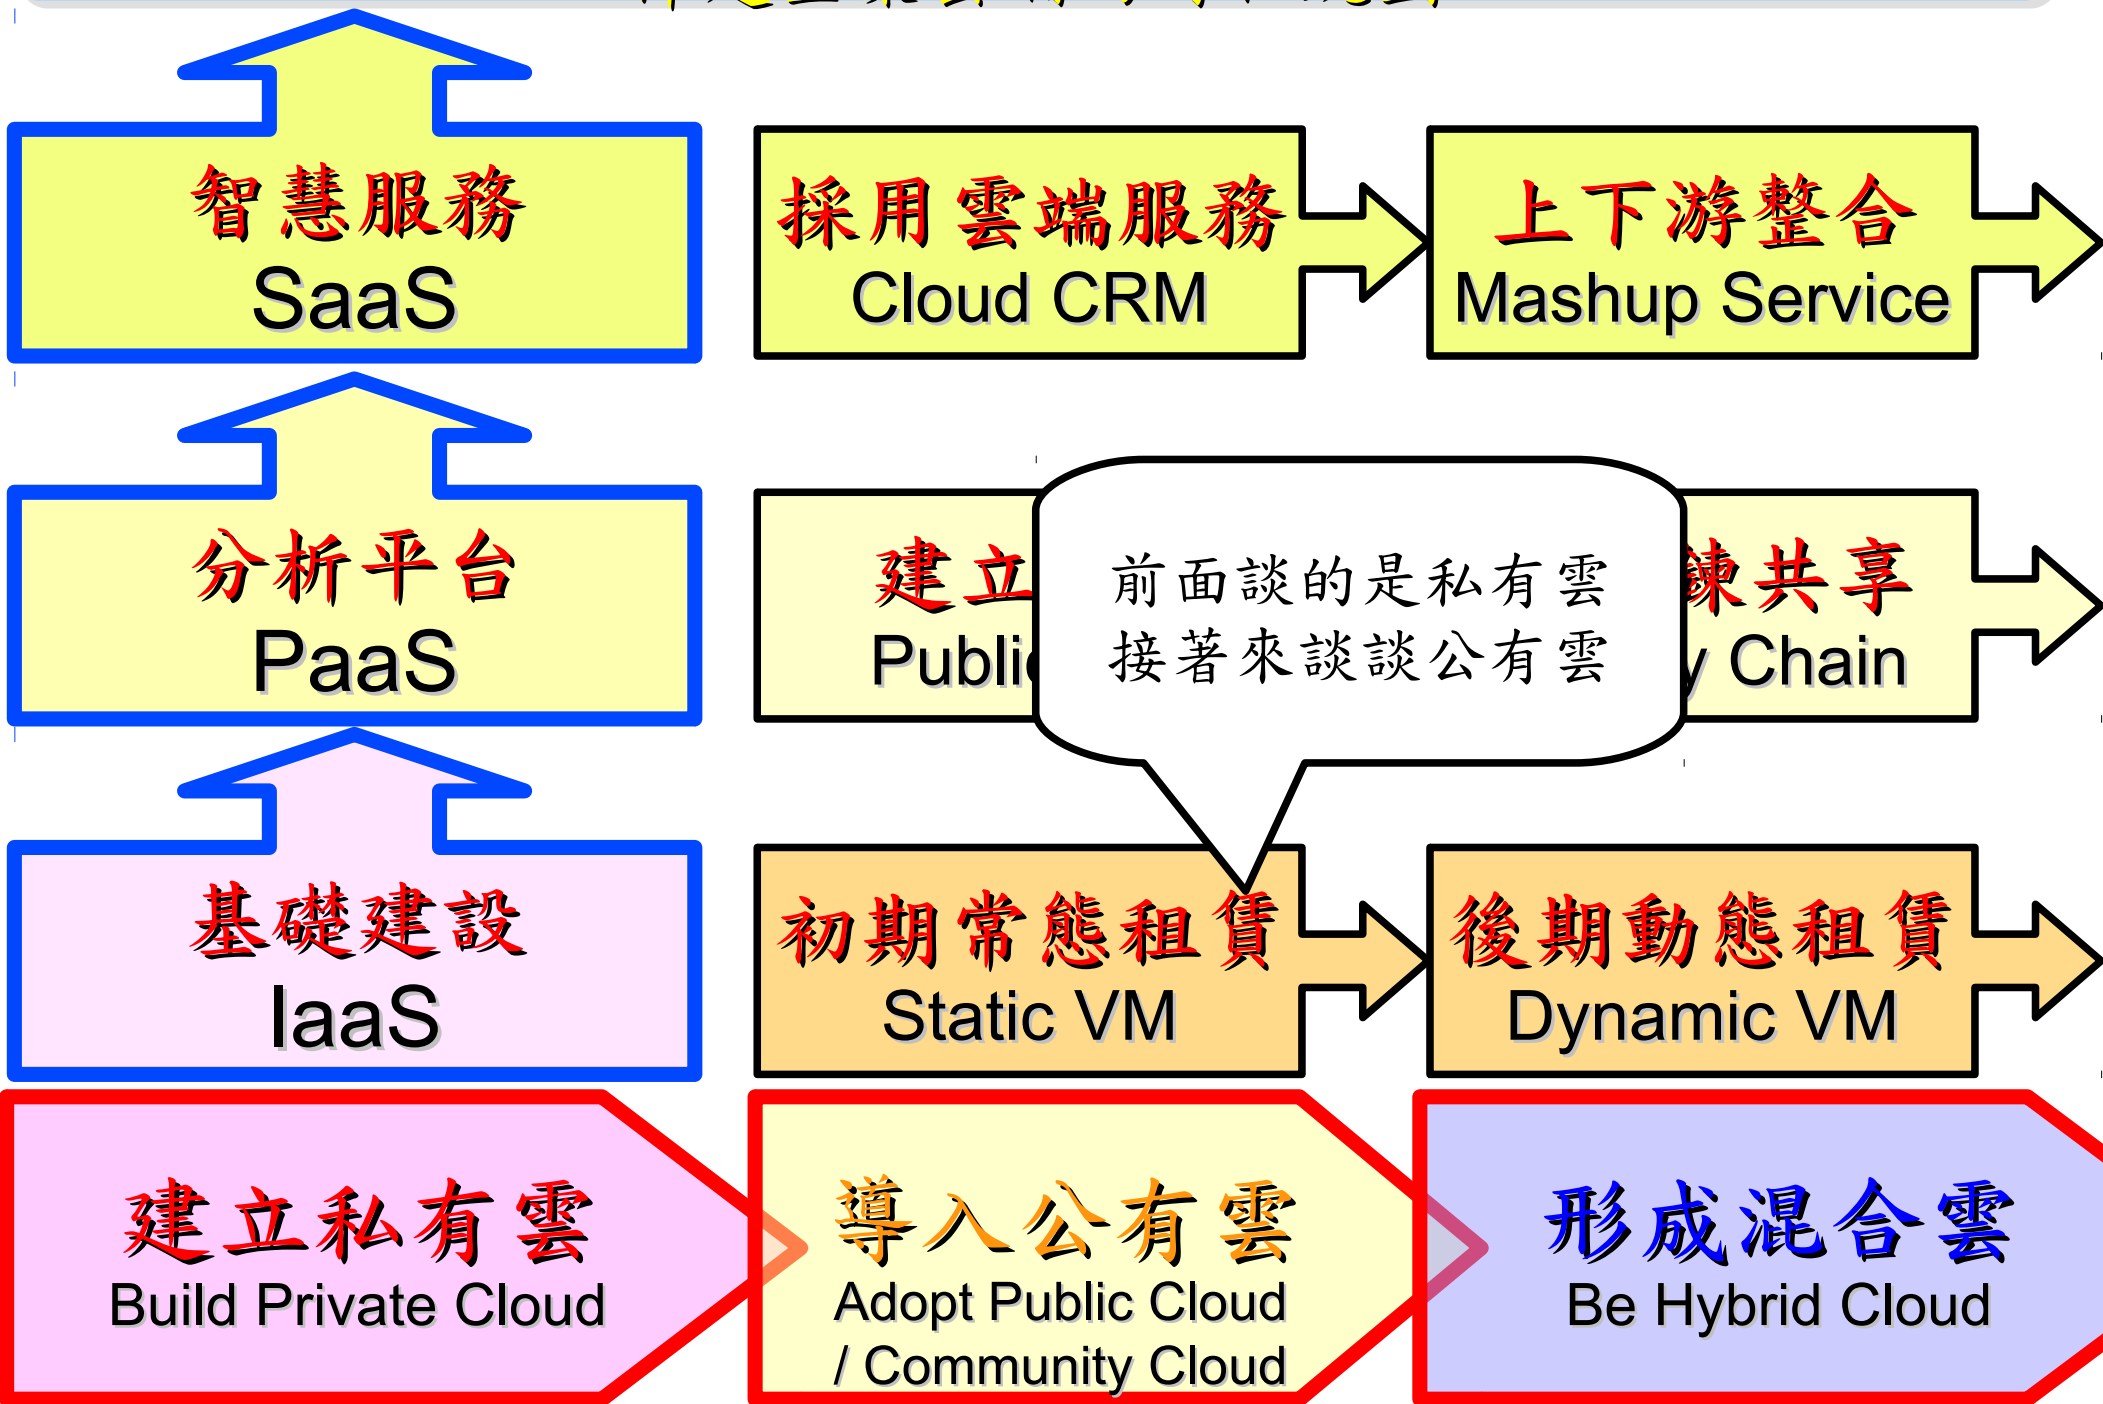 智慧服務
SaaS
採用雲端服務
Cloud CRM
上下游整合
Mashup Service
分析平台
PaaS
建立
Publi
前面談的是私有雲
接著來談談公有雲
鍊共享
y Chain
基礎建設
IaaS
初期常態租賃
Static VM
後期動態租賃
Dynamic VM
建立私有雲
Build Private Cloud
導入公有雲
Adopt Public Cloud
/ Community Cloud
形成混合雲
Be Hybrid Cloud